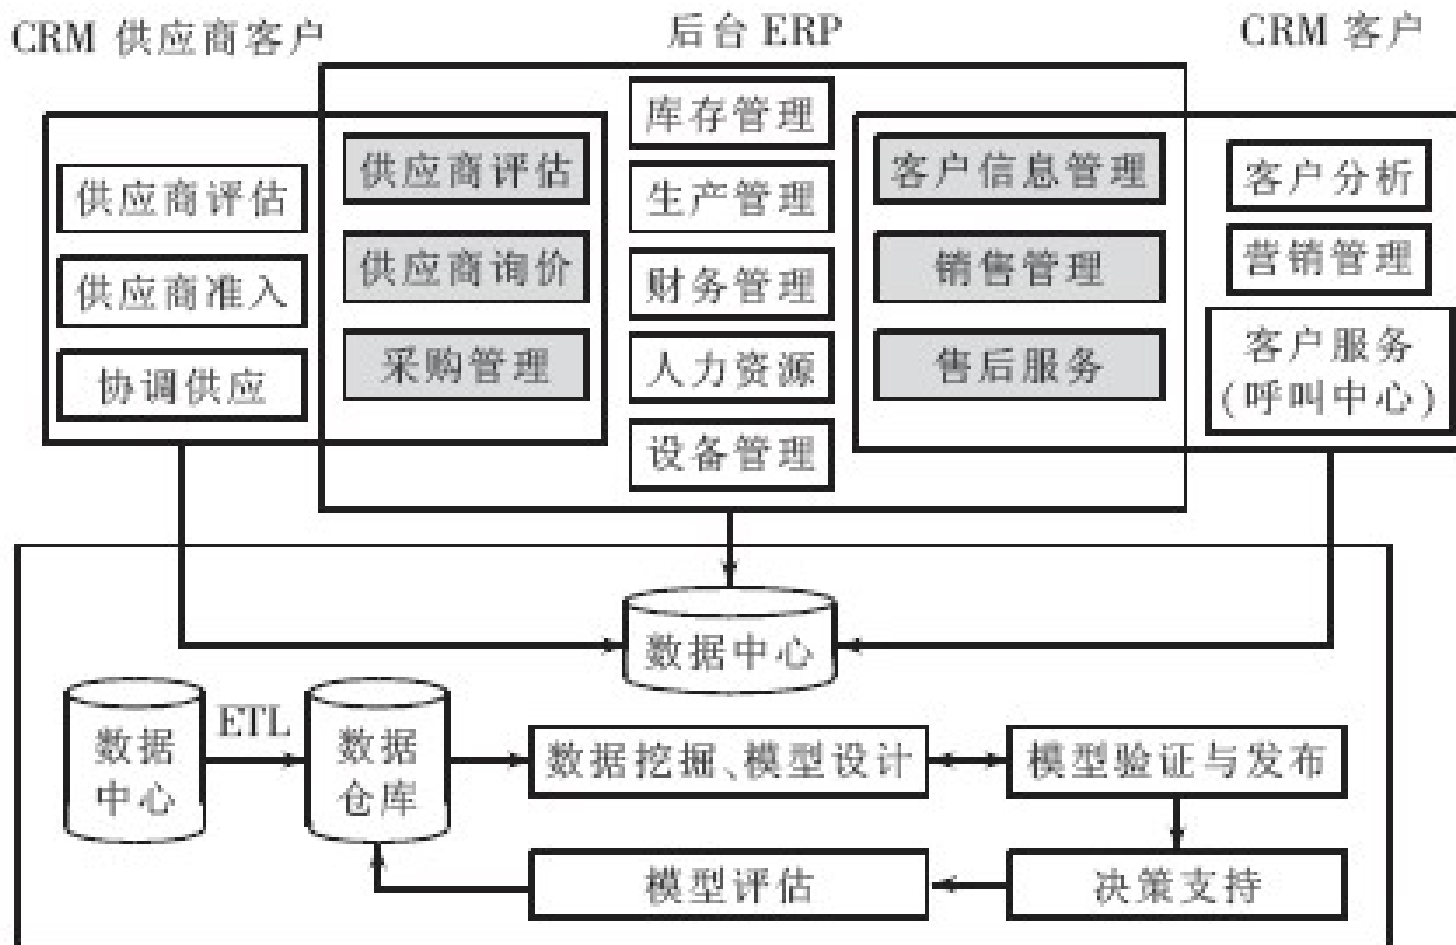 CRM 供应商客户
后台 ERP
CRM 客户
供应商评估
供应商准入
协调供应
供应商评估
供应商询价
采购管理
库存管理
生产管理
财务管理
人力资源
设备管理
客户信息管理
销售管理
售后服务
客户分析
营销管理
客户服务
(呼叫中心)
数据中心
数据
中心
ETL
数据
仓库
数据挖掘、模型设计
模型验证与发布
模型评估
决策支持